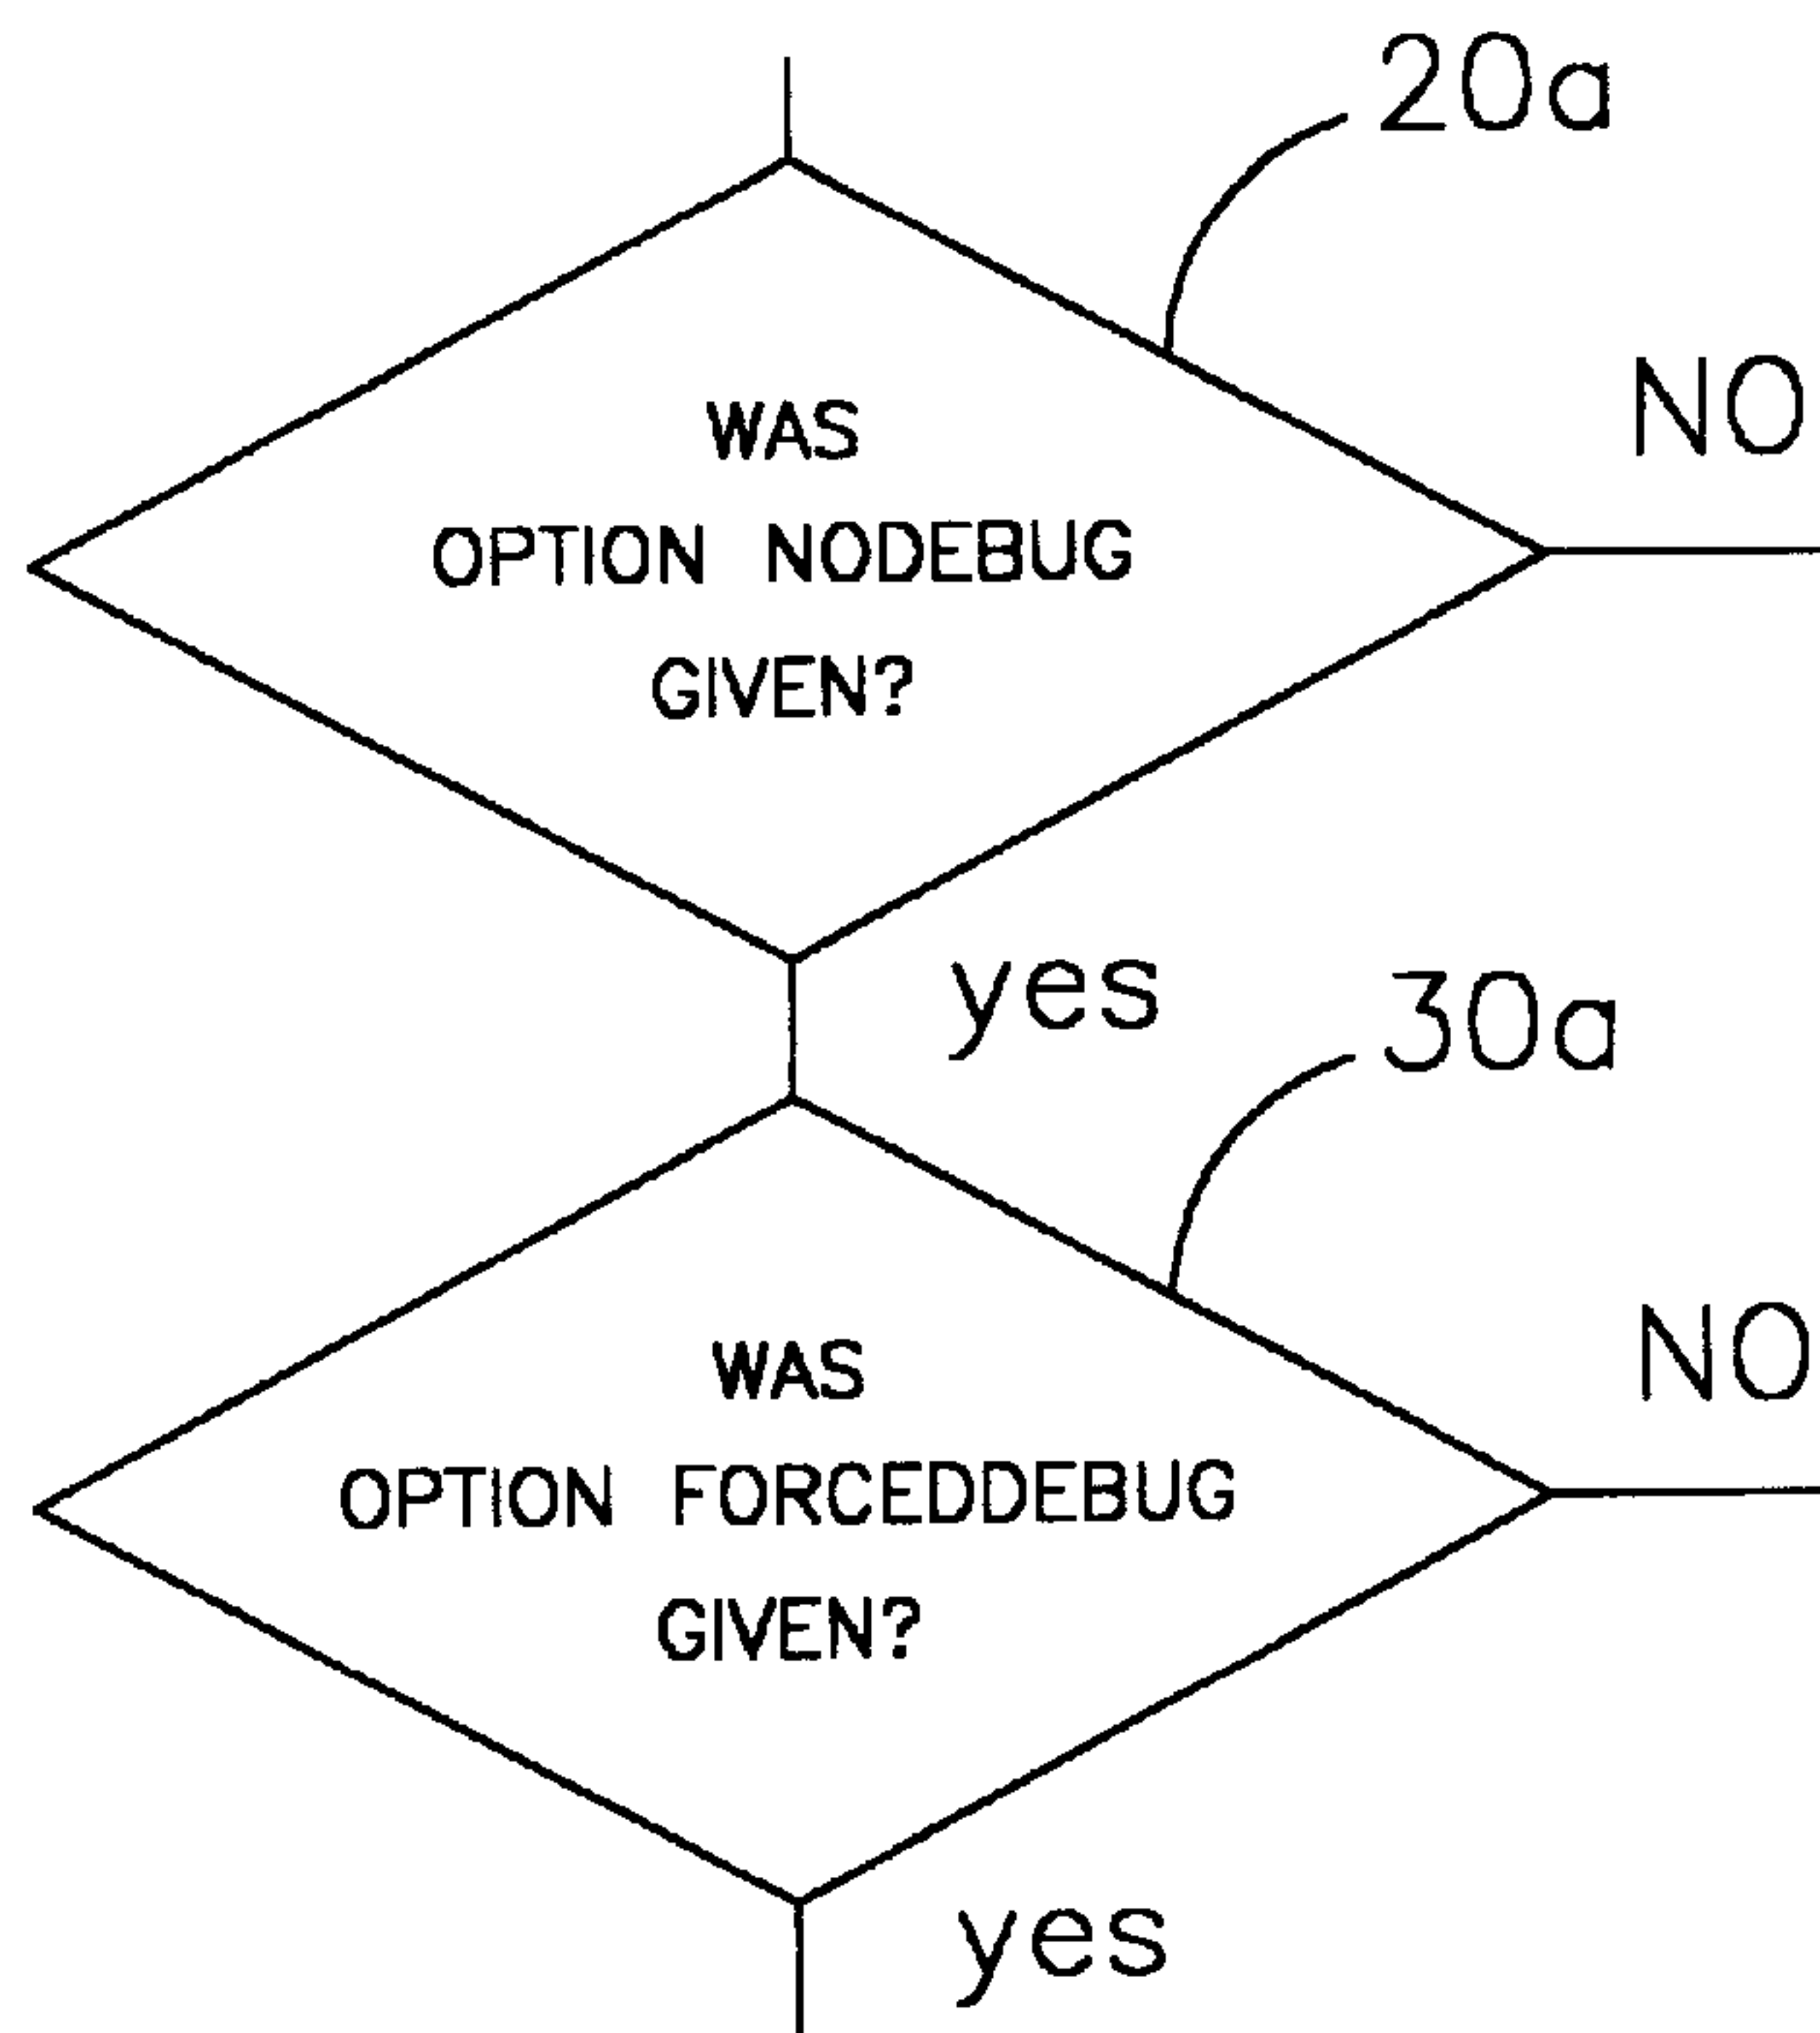 20a
NO
WAS
OPTION NODEBUG
GIVEN?
yes
30a
NO
WAS
OPTION FORCEDDEBUG
GIVEN?
yes